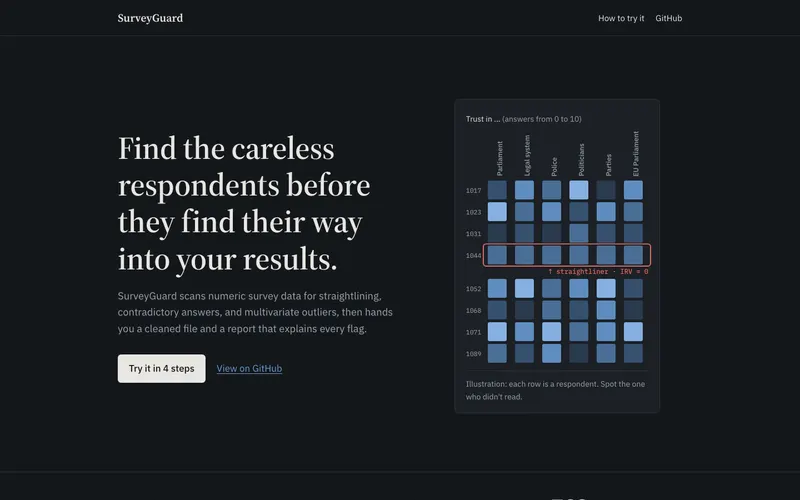 SurveyGuard
How to try it
GitHub
Find the careless
respondents before
they find their way
into your results.
SurveyGuard scans numeric survey data for straightlining,
contradictory answers, and multivariate outliers, then hands
you a cleaned file and a report that explains every flag.
Try it in 4 steps
View on GitHub
Trust in ... (answers from 0 to 10)
Parliament
Legal system
Police
Politicians
Parties
EU Parliament
1017
1023
1031
1044
↑ straightliner · IRV = 0
1052
1068
1071
1089
Illustration: each row is a respondent. Spot the one
who didn't read.